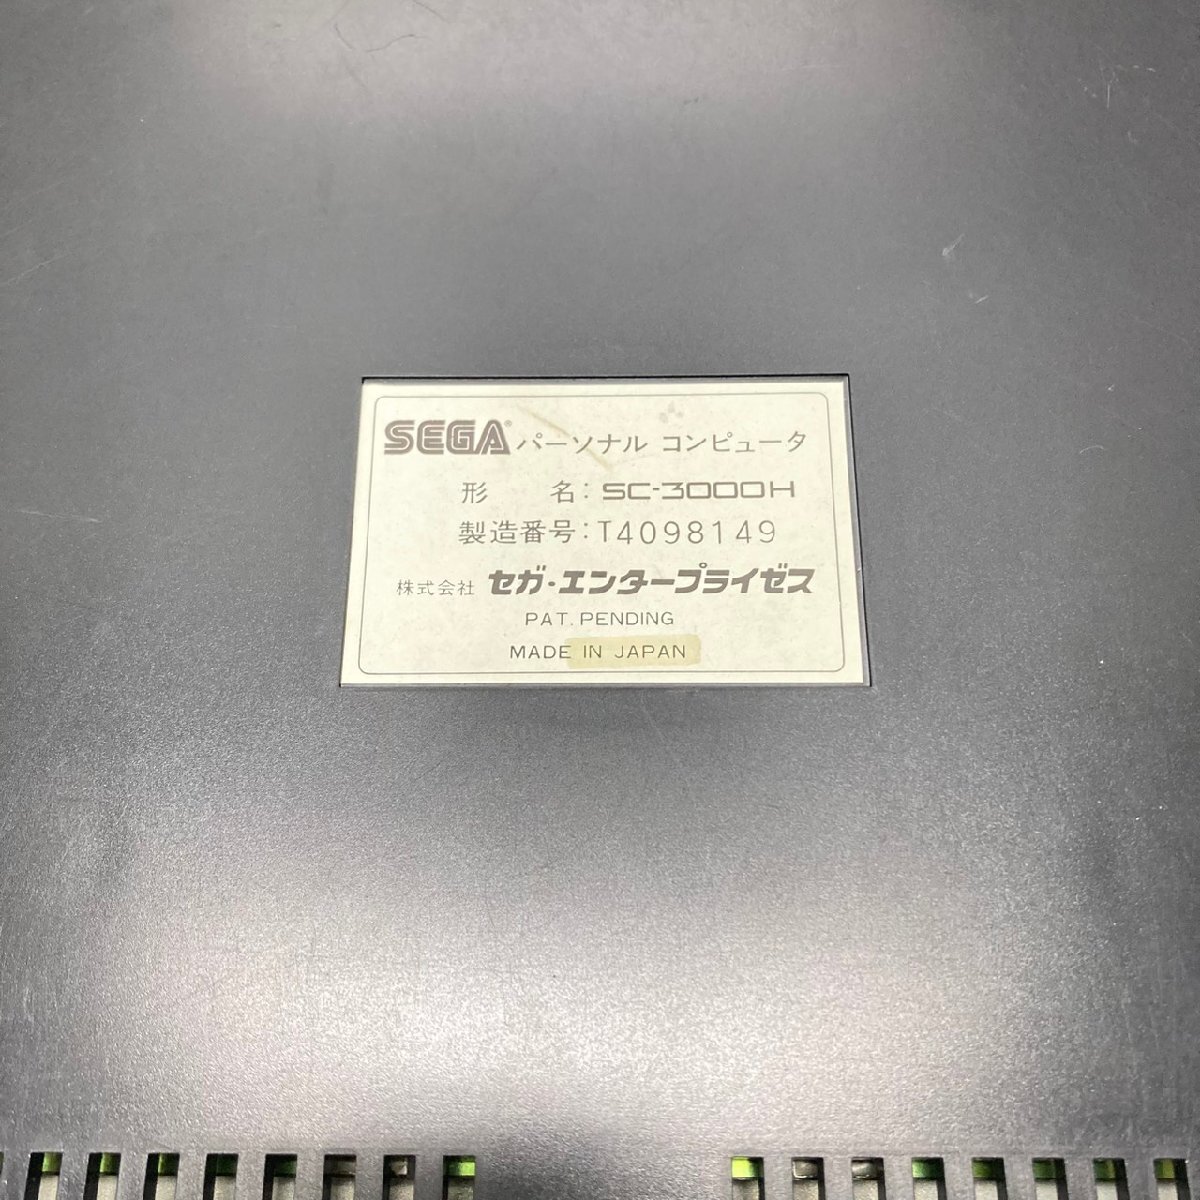 SEGA® パーソナル コンピュータ
形 名: SC-3000H
製造番号: T4098149
株式会社 セガ・エンタープライゼス
PAT. PENDING
MADE IN JAPAN